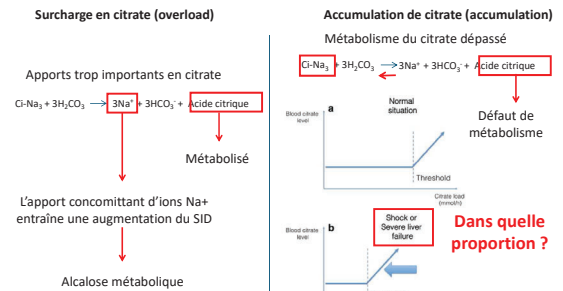 Surcharge en citrate (overload)
Apports trop importants en citrate
Ci-Na₃ + 3H₂CO₃ → 3Na⁺ + 3HCO₃⁻ + Acide citrique
Métabolisé
L'apport concomittant d'ions Na+
entraîne une augmentation du SID
Alcalose métabolique
Accumulation de citrate (accumulation)
Métabolisme du citrate dépassé
Ci-Na₃ + 3H₂CO₃ → 3Na⁺ + 3HCO₃⁻ + Acide citrique
Défaut de
métabolisme
a
Blood citrate
level
Normal
situation
Threshold
Citrate load
(mmol/h)
b
Blood citrate
level
Shock or
Severe liver
failure
Dans quelle
proportion ?